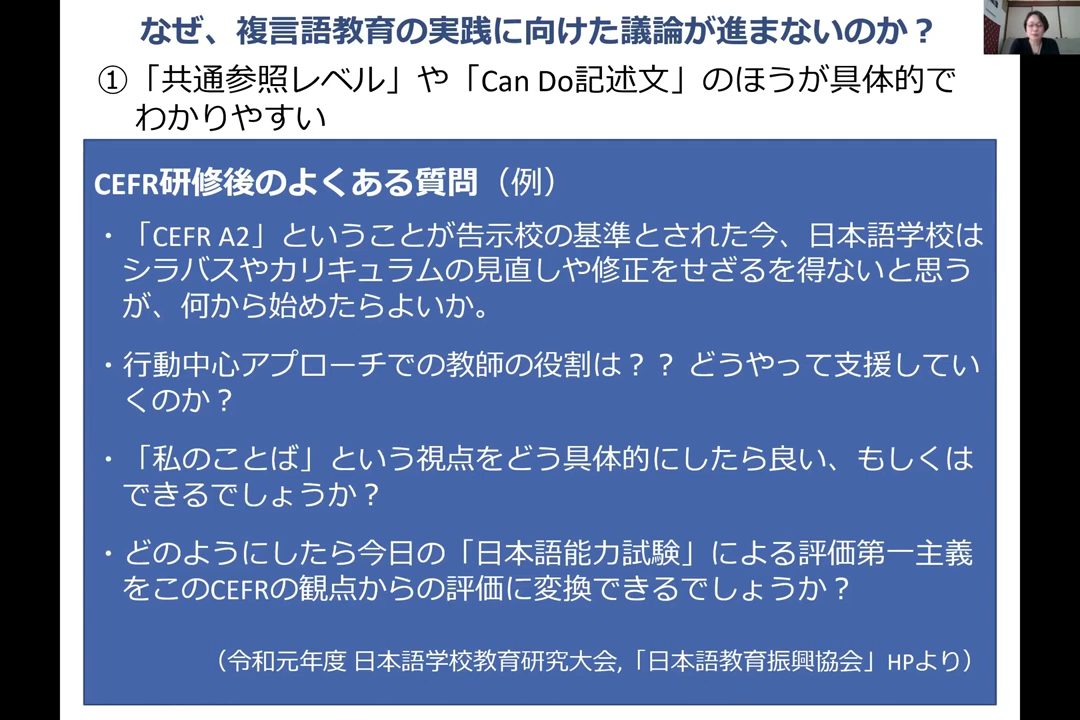 なぜ、複言語教育の実践に向けた議論が進まないのか？
①「共通参照レベル」や「Can Do記述文」のほうが具体的で
わかりやすい
CEFR研修後のよくある質問（例）
・「CEFR A2」ということが告示校の基準とされた今、日本語学校は
シラバスやカリキュラムの見直しや修正をせざるを得ないと思う
が、何から始めたらよいか。
・行動中心アプローチでの教師の役割は？？ どうやって支援してい
くのか？
・「私のことば」という視点をどう具体的にしたら良い、もしくは
できるでしょうか？
・どのようにしたら今日の「日本語能力試験」による評価第一主義
をこのCEFRの観点からの評価に変換できるでしょうか？
（令和元年度 日本語学校教育研究大会,「日本語教育振興協会」HPより）